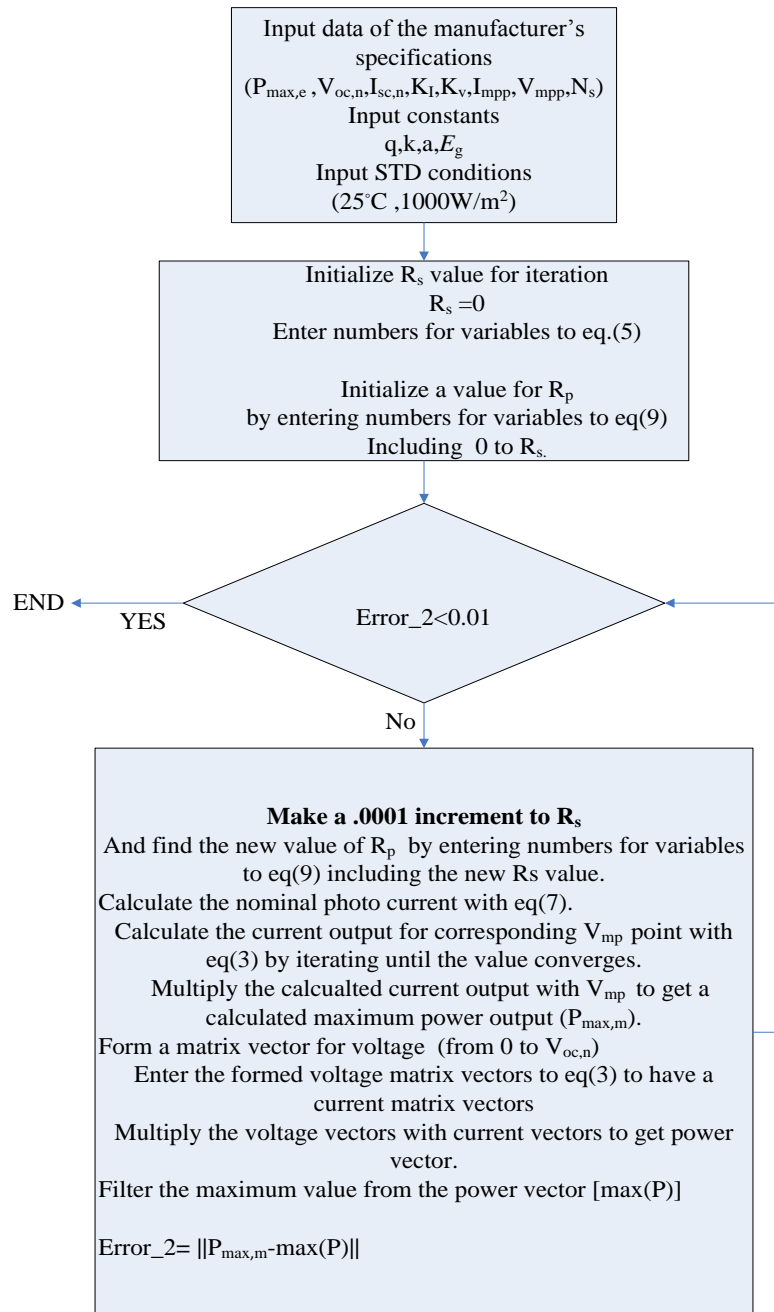 Input data of the manufacturer's
specifications
(Pmax,e ,Voc,n,Isc,n,KI,Kv,Impp,Vmpp,Ns)
Input constants
q,k,a,Eg
Input STD conditions
(25°C ,1000W/m²)
Initialize Rs value for iteration
Rs =0
Enter numbers for variables to eq.(5)
Initialize a value for Rp
by entering numbers for variables to eq(9)
Including 0 to Rs.
Error_2<0.01
END
YES
No
Make a .0001 increment to Rs
And find the new value of Rp by entering numbers for variables
to eq(9) including the new Rs value.
Calculate the nominal photo current with eq(7).
Calculate the current output for corresponding Vmp point with
eq(3) by iterating until the value converges.
Multiply the calcualted current output with Vmp to get a
calculated maximum power output (Pmax,m).
Form a matrix vector for voltage (from 0 to Voc,n)
Enter the formed voltage matrix vectors to eq(3) to have a
current matrix vectors
Multiply the voltage vectors with current vectors to get power
vector.
Filter the maximum value from the power vector [max(P)]
Error_2= ||Pmax,m-max(P)||